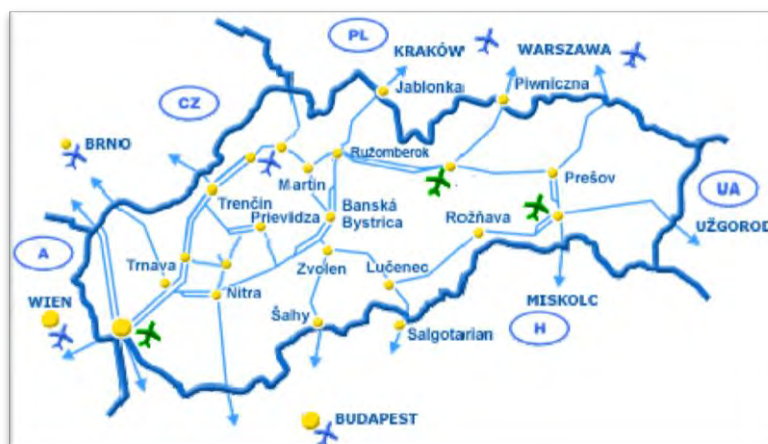 PL
KRAKÓW
WARSZAWA
Jablonka
Piwniczna
CZ
BRNO
Ružomberok
Martin
Prešov
UA
Trenčín
Prievidza
Banská
Bystrica
Rožňava
UŽGOROD
A
Trnava
Zvolen
Lučenec
Nitra
WIEN
MISKOLC
Šahy
Salgotarian
H
BUDAPEST